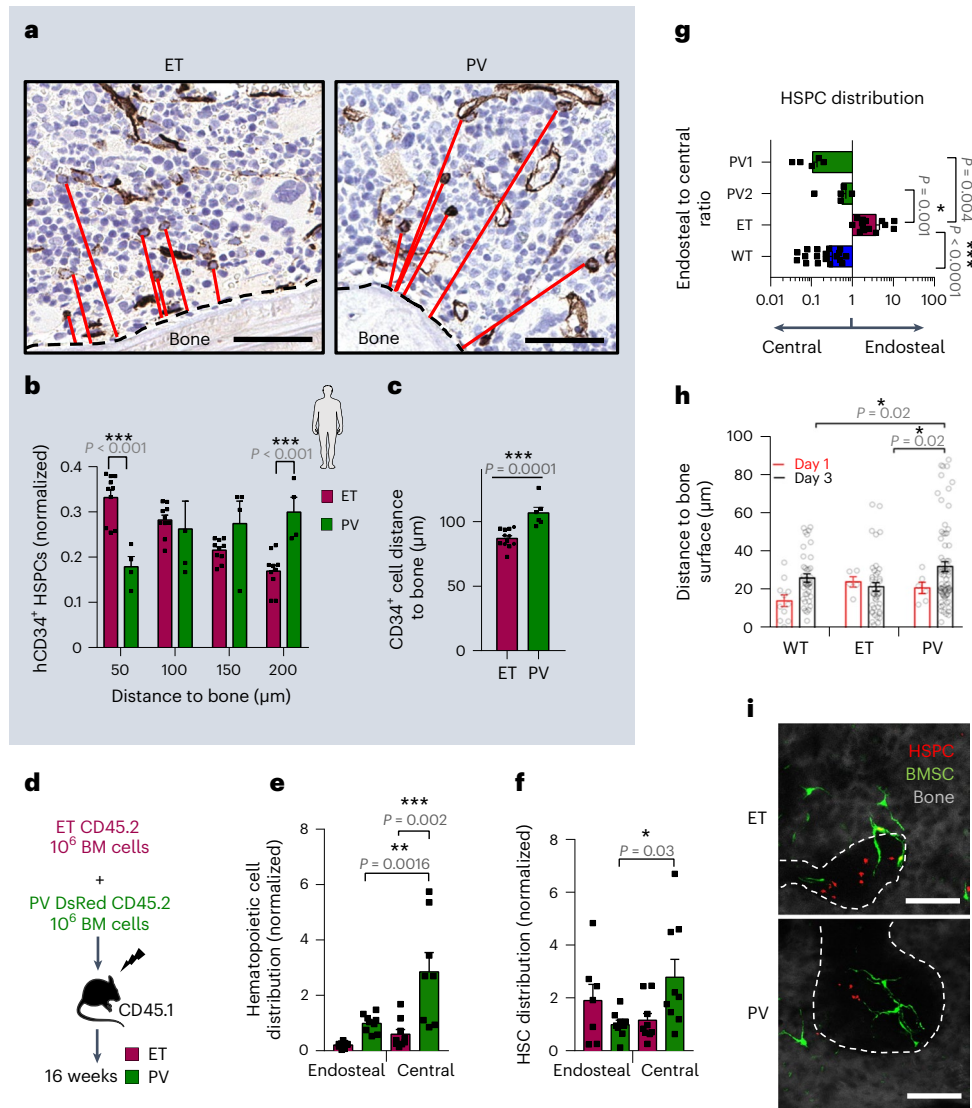 a
ET
PV
Bone
Bone
b
hCD34+ HSPCs (normalized)
0.4
0.3
0.2
0.1
0
***
P < 0.001
***
P < 0.001
50
100
150
200
Distance to bone (µm)
ET
PV
c
CD34+ cell distance
to bone (µm)
100
50
0
***
P = 0.0001
ET
PV
d
ET CD45.2
10⁶ BM cells
+
PV DsRed CD45.2
10⁶ BM cells
CD45.1
16 weeks
ET
PV
e
Hematopoietic cell
distribution (normalized)
8
6
4
2
0
***
P = 0.002
**
P = 0.0016
Endosteal
Central
f
HSC distribution (normalized)
8
6
4
2
0
*
P = 0.03
Endosteal
Central
g
HSPC distribution
Endosteal to central
ratio
PV1
PV2
ET
WT
P = 0.001
*
P = 0.004
***
P < 0.0001
0.01
0.1
1
10
100
Central
Endosteal
h
Distance to bone
surface (µm)
100
80
60
40
20
0
Day 1
Day 3
*
P = 0.02
*
P = 0.02
WT
ET
PV
i
ET
HSPC
BMSC
Bone
PV